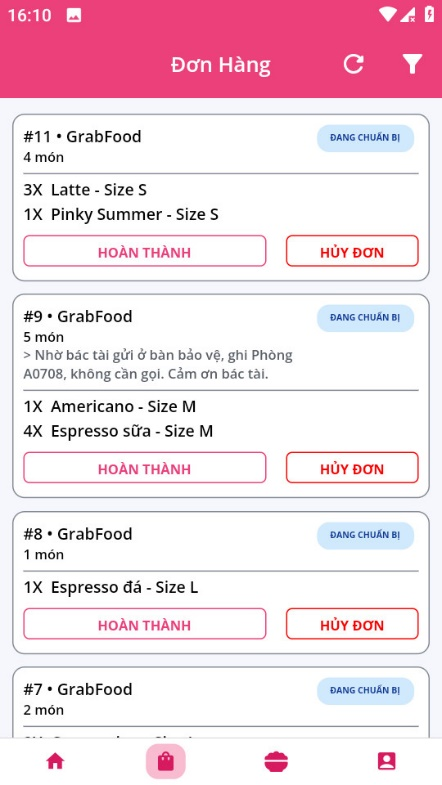 16:10
Đơn Hàng
#11 • GrabFood
ĐANG CHUẨN BỊ
4 món
3X Latte - Size S
1X Pinky Summer - Size S
HOÀN THÀNH
HỦY ĐƠN
#9 • GrabFood
ĐANG CHUẨN BỊ
5 món
> Nhờ bác tài gửi ở bàn bảo vệ, ghi Phòng
A0708, không cần gọi. Cảm ơn bác tài.
1X Americano - Size M
4X Espresso sữa - Size M
HOÀN THÀNH
HỦY ĐƠN
#8 • GrabFood
ĐANG CHUẨN BỊ
1 món
1X Espresso đá - Size L
HOÀN THÀNH
HỦY ĐƠN
#7 • GrabFood
ĐANG CHUẨN BỊ
2 món